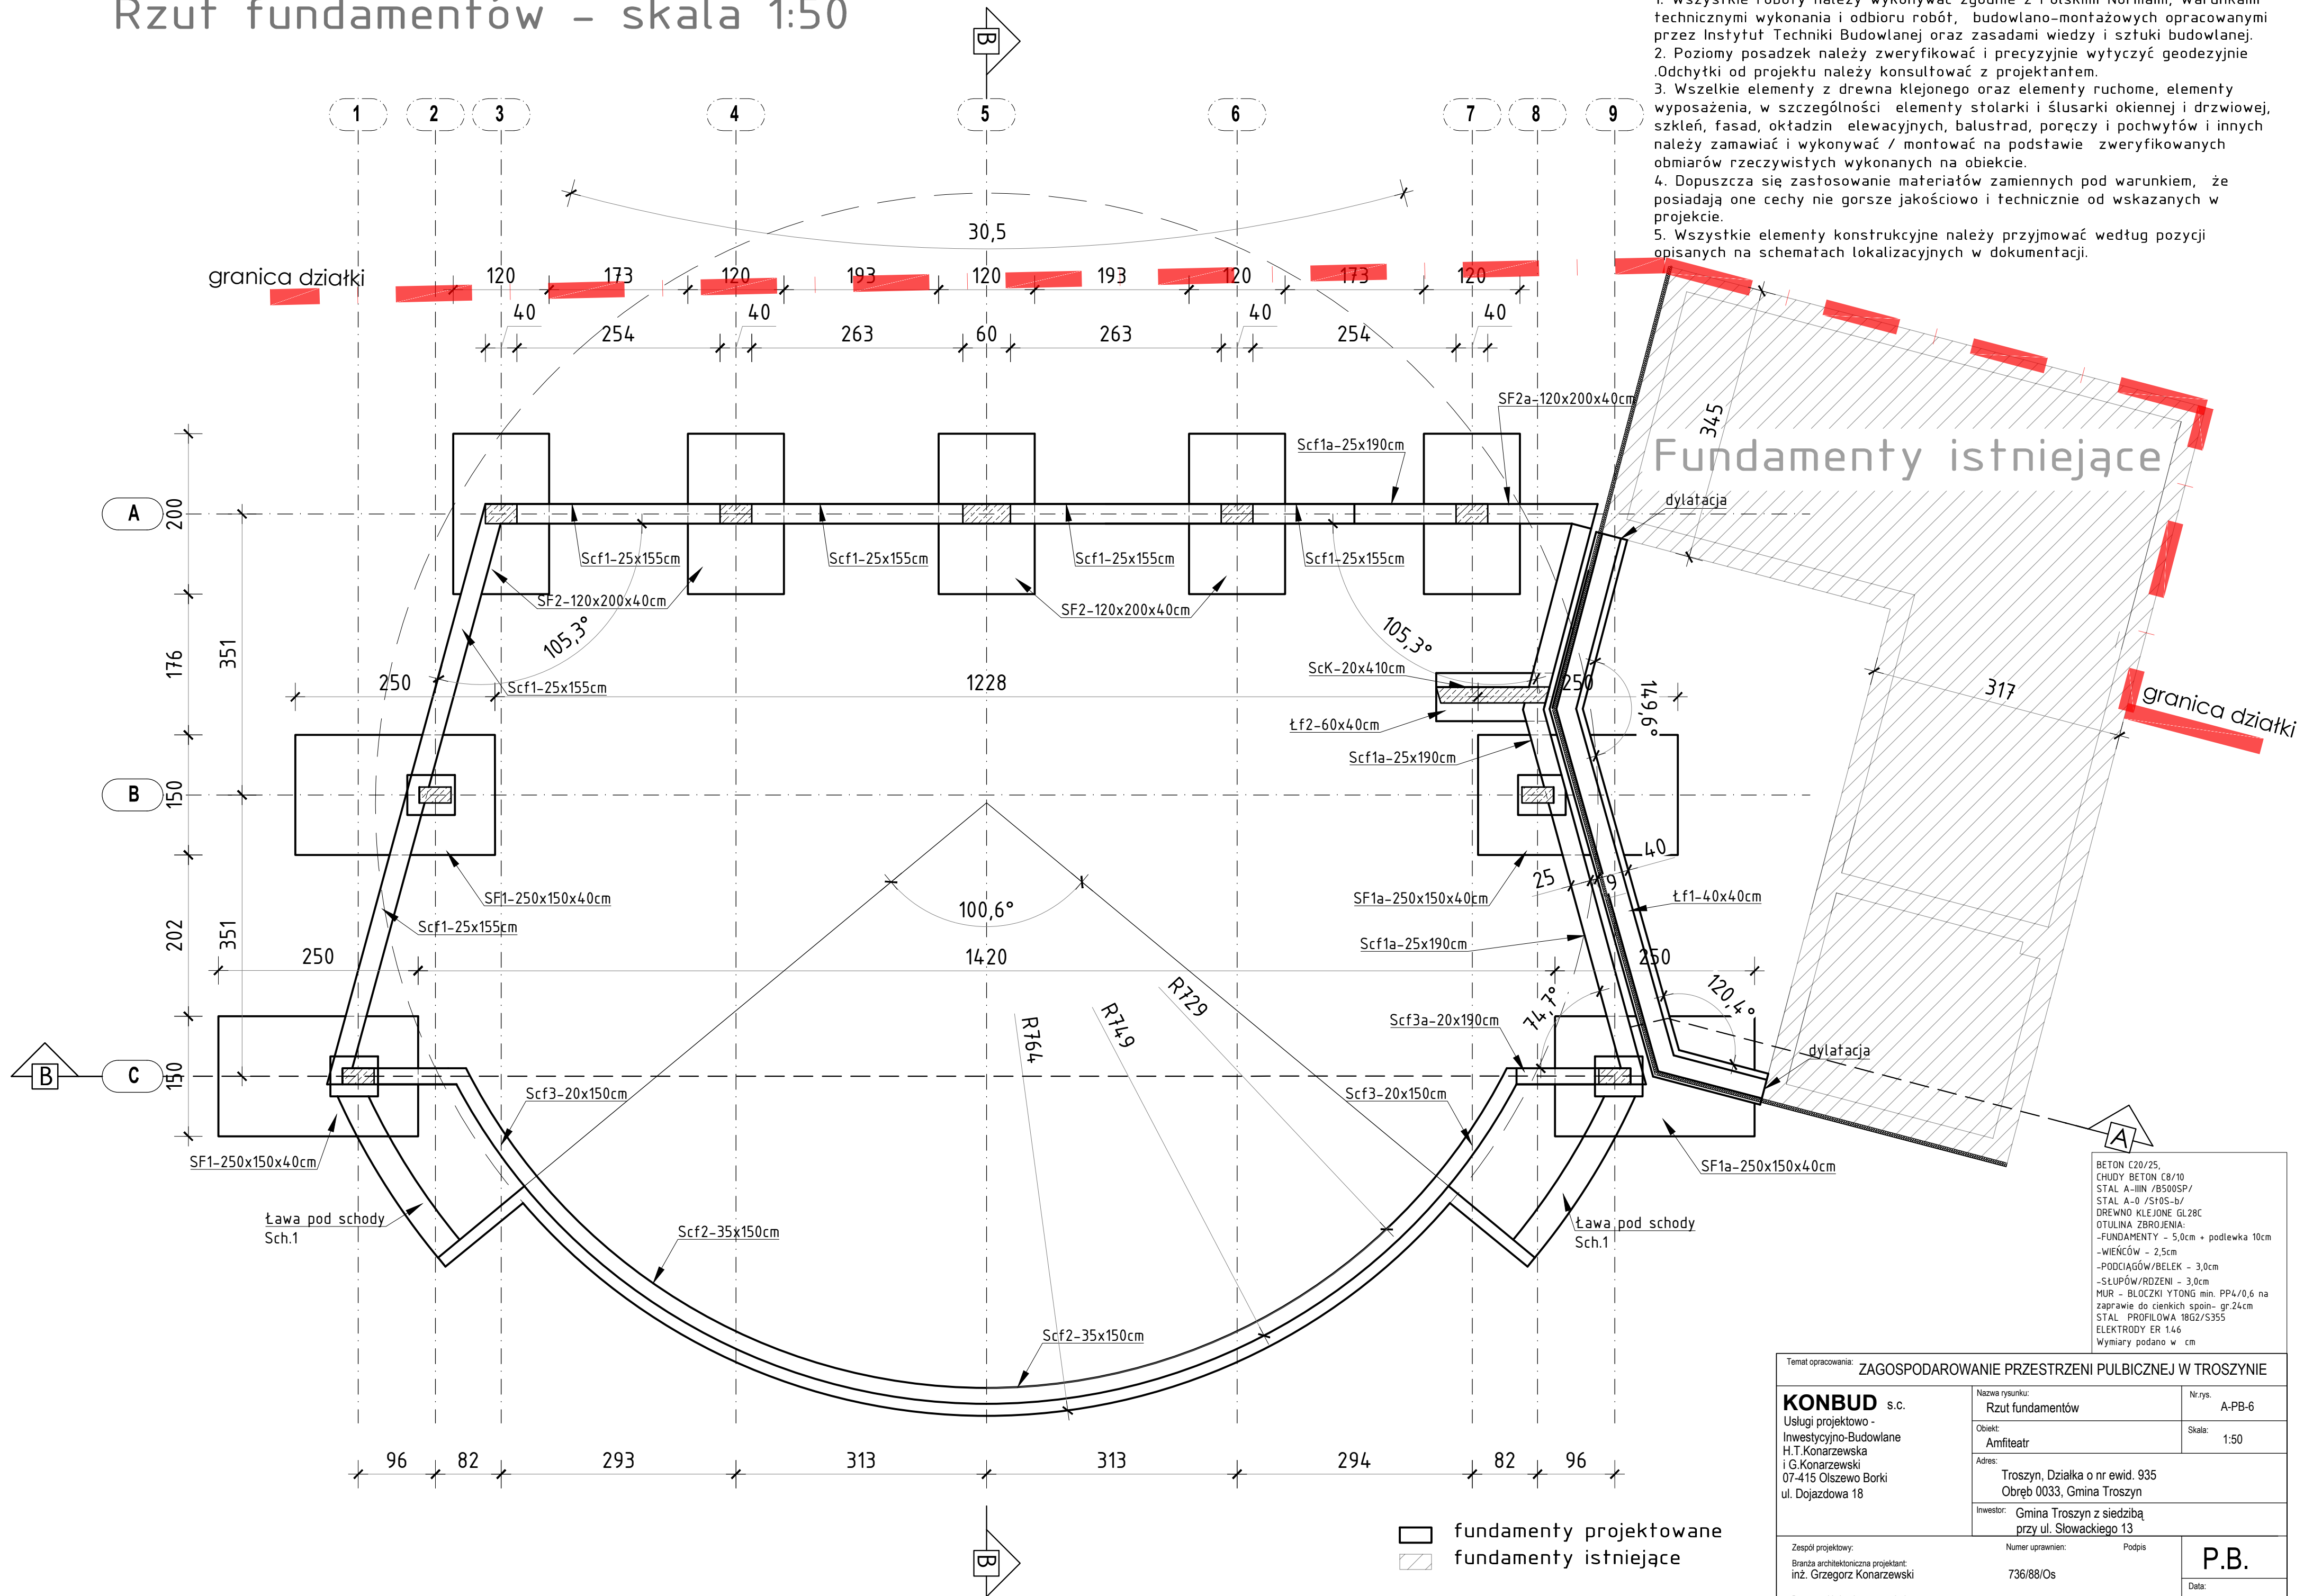 Rzut fundamentów - skala 1:50
1. Wszystkie roboty należy wykonywać zgodnie z Polskimi Normami, Warunkami
technicznymi wykonania i odbioru robót, budowlano-montażowych opracowanymi
przez Instytut Techniki Budowlanej oraz zasadami wiedzy i sztuki budowlanej.
2. Poziomy posadzek należy zweryfikować i precyzyjnie wytyczyć geodezyjnie
.Odchyłki od projektu należy konsultować z projektantem.
3. Wszelkie elementy z drewna klejonego oraz elementy ruchome, elementy
wyposażenia, w szczególności elementy stolarki i ślusarki okiennej i drzwiowej,
szkleń, fasad, okładzin elewacyjnych, balustrad, poręczy i pochwytów i innych
należy zamawiać i wykonywać / montować na podstawie zweryfikowanych
obmiarów rzeczywistych wykonanych na obiekcie.
4. Dopuszcza się zastosowanie materiałów zamiennych pod warunkiem, że
posiadają one cechy nie gorsze jakościowo i technicznie od wskazanych w
projekcie.
5. Wszystkie elementy konstrukcyjne należy przyjmować według pozycji
opisanych na schematach lokalizacyjnych w dokumentacji.
B
1 2 3 4 5 6 7 8 9
30,5
granica działki
120 173 120 193 120 193 120 173 120
40 40 40 40
254 263 60 263 254
345
SF2a-120x200x40cm
Scf1a-25x190cm
Fundamenty istniejące
dylatacja
A
200
Scf1-25x155cm Scf1-25x155cm Scf1-25x155cm Scf1-25x155cm
SF2-120x200x40cm
SF2-120x200x40cm
105,3°
105,3°
176
351
ScK-20x410cm
250 1228 250
Scf1-25x155cm
149,6°
317
granica działki
Łf2-60x40cm
Scf1a-25x190cm
B
150
40
25 9
SF1-250x150x40cm
SF1a-250x150x40cm
Łf1-40x40cm
100,6°
Scf1-25x155cm
Scf1a-25x190cm
202
351
250 1420 250
R764
R749
R729
120,4°
74,7°
Scf3a-20x190cm
dylatacja
B
C
150
Scf3-20x150cm
Scf3-20x150cm
A
SF1-250x150x40cm
SF1a-250x150x40cm
Ława pod schody
Sch.1
Ława pod schody
Sch.1
Scf2-35x150cm
Scf2-35x150cm
BETON C20/25,
CHUDY BETON C8/10
STAL A-IIIN /B500SP/
STAL A-0 /St0S-b/
DREWNO KLEJONE GL28C
OTULINA ZBROJENIA:
-FUNDAMENTY - 5,0cm + podlewka 10cm
-WIEŃCÓW - 2,5cm
-PODCIĄGÓW/BELEK - 3,0cm
-SŁUPÓW/RDZENI - 3,0cm
MUR - BLOCZKI YTONG min. PP4/0,6 na
zaprawie do cienkich spoin- gr.24cm
STAL PROFILOWA 18G2/S355
ELEKTRODY ER 1.46
Wymiary podano w cm
96 82 293 313 313 294 82 96
B
fundamenty projektowane
fundamenty istniejące
Temat opracowania: ZAGOSPODAROWANIE PRZESTRZENI PULBICZNEJ W TROSZYNIE
KONBUD s.c.
Usługi projektowo -
Inwestycyjno-Budowlane
H.T.Konarzewska
i G.Konarzewski
07-415 Olszewo Borki
ul. Dojazdowa 18
Nazwa rysunku:
Rzut fundamentów
Nr.rys.
A-PB-6
Obiekt:
Amfiteatr
Skala: 1:50
Adres:
Troszyn, Działka o nr ewid. 935
Obręb 0033, Gmina Troszyn
Inwestor: Gmina Troszyn z siedzibą
przy ul. Słowackiego 13
Zespół projektowy: Numer uprawnien: Podpis
Branża architektoniczna projektant:
inż. Grzegorz Konarzewski 736/88/Os
P.B.
Data: